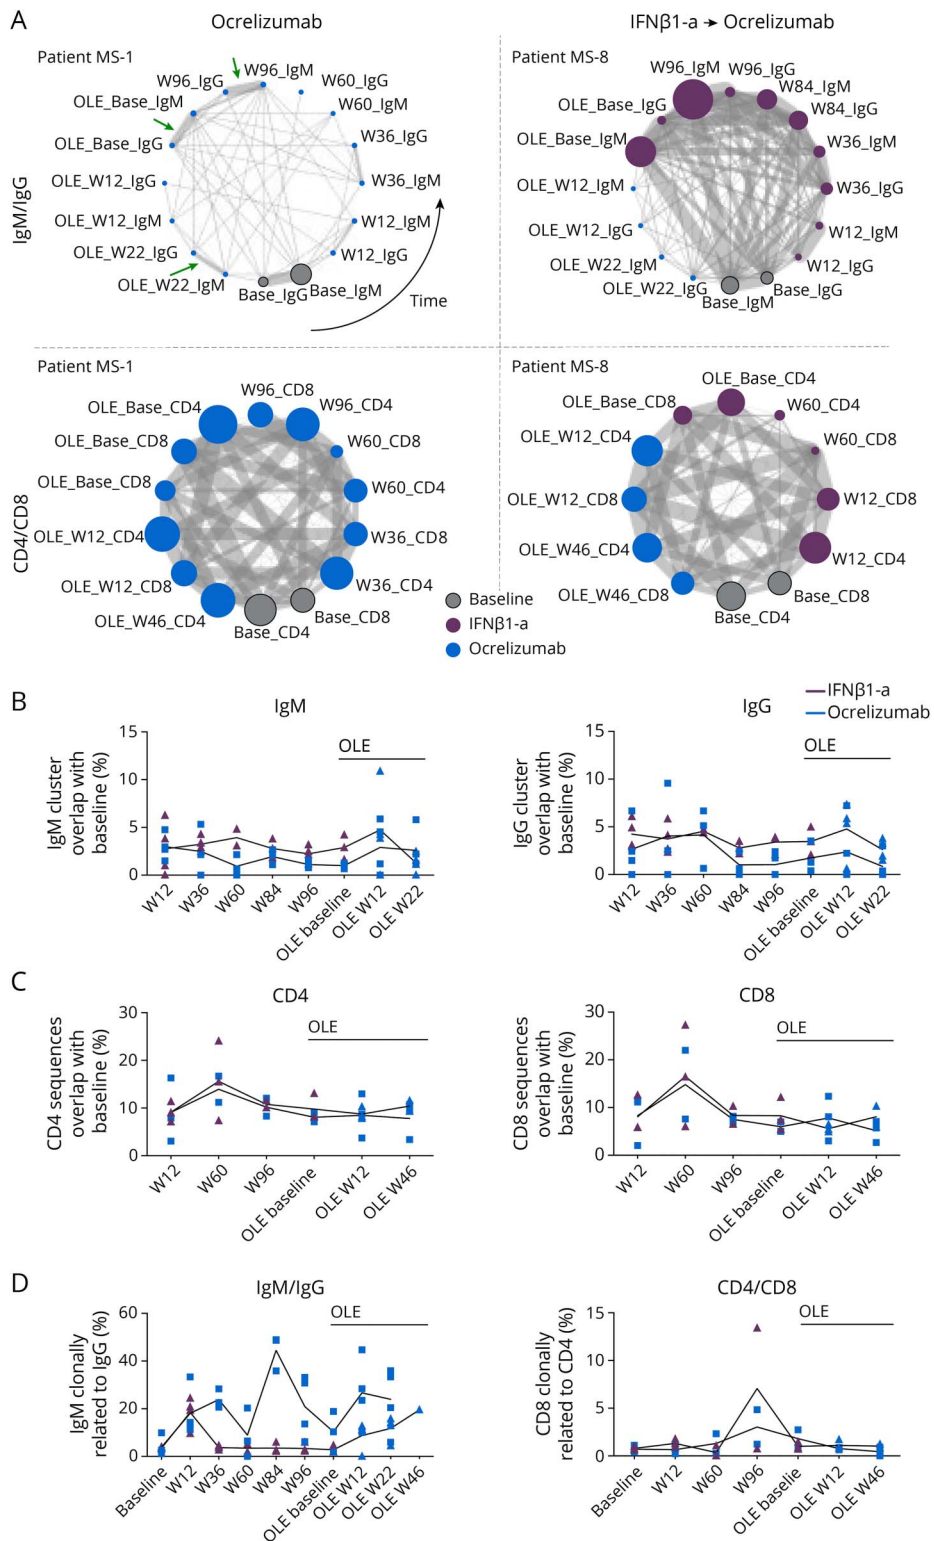 A
Ocrelizumab
IFNβ1-a → Ocrelizumab
IgM/IgG
Patient MS-1
W96_IgM
W96_IgG
W60_IgG
OLE_Base_IgM
W60_IgM
OLE_Base_IgG
W36_IgG
OLE_W12_IgG
W36_IgM
OLE_W12_IgM
W12_IgM
OLE_W22_IgG
W12_IgG
OLE_W22_IgM
Base_IgG
Base_IgM
Time
Patient MS-8
W96_IgM
W96_IgG
W84_IgM
OLE_Base_IgG
W84_IgG
OLE_Base_IgM
W36_IgM
OLE_W12_IgM
W36_IgG
OLE_W12_IgG
W12_IgM
OLE_W22_IgM
W12_IgG
OLE_W22_IgG
Base_IgM
Base_IgG
CD4/CD8
Patient MS-1
W96_CD8
OLE_Base_CD4
W96_CD4
OLE_Base_CD8
W60_CD8
OLE_Base_CD8
W60_CD4
OLE_W12_CD4
W36_CD8
OLE_W12_CD8
W36_CD4
OLE_W46_CD4
Base_CD4
Base_CD8
Patient MS-8
OLE_Base_CD4
OLE_Base_CD8
W60_CD4
OLE_W12_CD4
W60_CD8
OLE_W12_CD8
W12_CD8
OLE_W46_CD4
W12_CD4
OLE_W46_CD8
Base_CD8
Base_CD4
Baseline
IFNβ1-a
Ocrelizumab
B
IFNβ1-a
Ocrelizumab
IgM
IgM cluster
overlap with
baseline (%)
15
10
5
0
OLE
W12
W36
W60
W84
W96
OLE baseline
OLE W12
OLE W22
IgG
IgG cluster
overlap with
baseline (%)
15
10
5
0
OLE
W12
W36
W60
W84
W96
OLE baseline
OLE W12
OLE W22
C
CD4
CD4 sequences
overlap with
baseline (%)
30
20
10
0
OLE
W12
W60
W96
OLE baseline
OLE W12
OLE W46
CD8
CD8 sequences
overlap with
baseline (%)
30
20
10
0
OLE
W12
W60
W96
OLE baseline
OLE W12
OLE W46
D
IgM/IgG
IgM clonally
related to IgG (%)
60
40
20
0
OLE
Baseline
W12
W36
W60
W84
W96
OLE baseline
OLE W12
OLE W22
OLE W46
CD4/CD8
CD8 clonally
related to CD4 (%)
15
10
5
0
OLE
Baseline
W12
W60
W96
OLE baselie
OLE W12
OLE W46